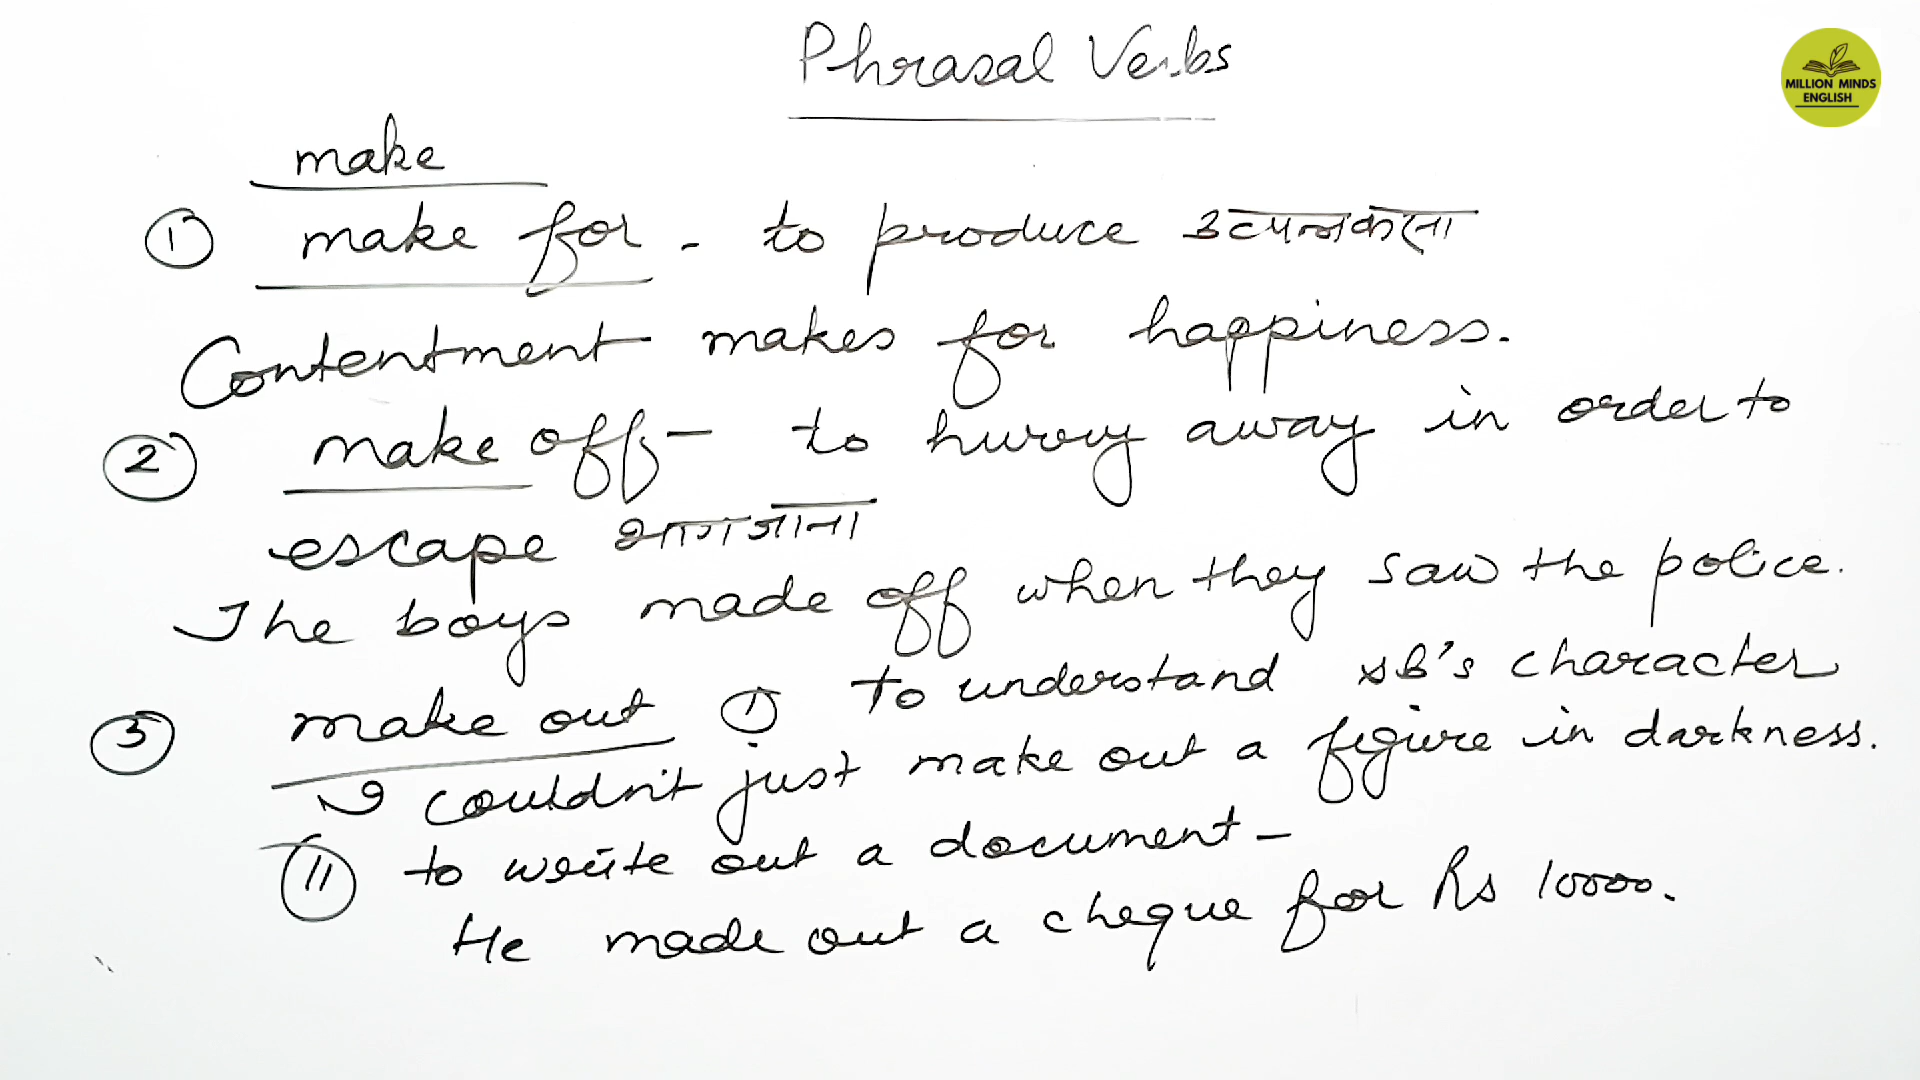 Phrasal Verbs
MILLION MINDS
ENGLISH
make
① make for - to produce उत्पन्न करना
Contentment makes for happiness.
② make off - to hurry away in order to
escape भाग जाना
The boys made off when they saw the police.
③ make out ① to understand sb's character
I couldn't just make out a figure in darkness.
⑪ to write out a document -
He made out a cheque for Rs 10000.